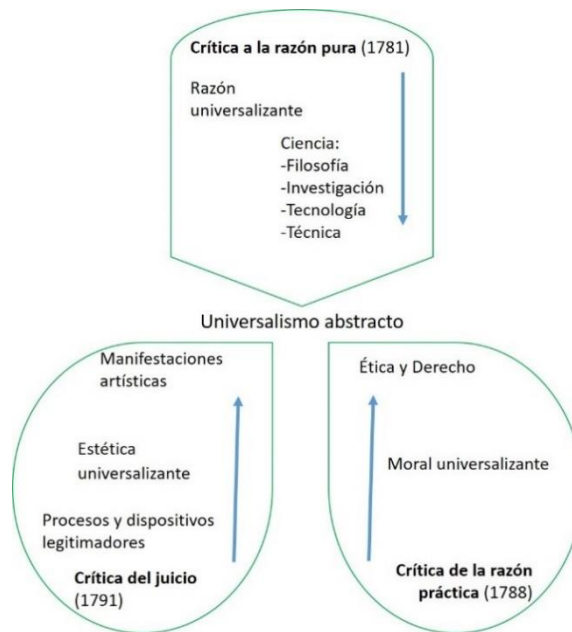 Crítica a la razón pura (1781)
Razón
universalizante
Ciencia:
-Filosofía
-Investigación
-Tecnología
-Técnica
Universalismo abstracto
Manifestaciones
artísticas
Estética
universalizante
Procesos y dispositivos
legitimadores
Crítica del juicio
(1791)
Ética y Derecho
Moral universalizante
Crítica de la razón
práctica (1788)